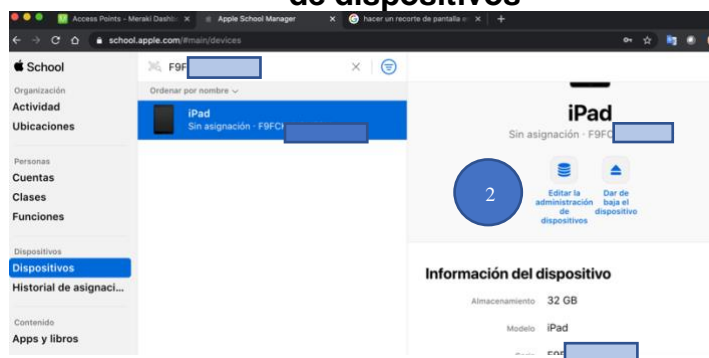 de dispositivos
Access Points - Meraki Dashb
Apple School Manager
hacer un recorte de pantalla e
school.apple.com/#main/devices
School
Organización
Actividad
Ubicaciones
Personas
Cuentas
Clases
Funciones
Dispositivos
Dispositivos
Historial de asignaci...
Contenido
Apps y libros
F9F
Ordenar por nombre
iPad
Sin asignación · F9FC
iPad
Sin asignación · F9FC
2
Editar la
administración
de
dispositivos
Dar de
baja el
dispositivo
Información del dispositivo
Almacenamiento 32 GB
Modelo iPad